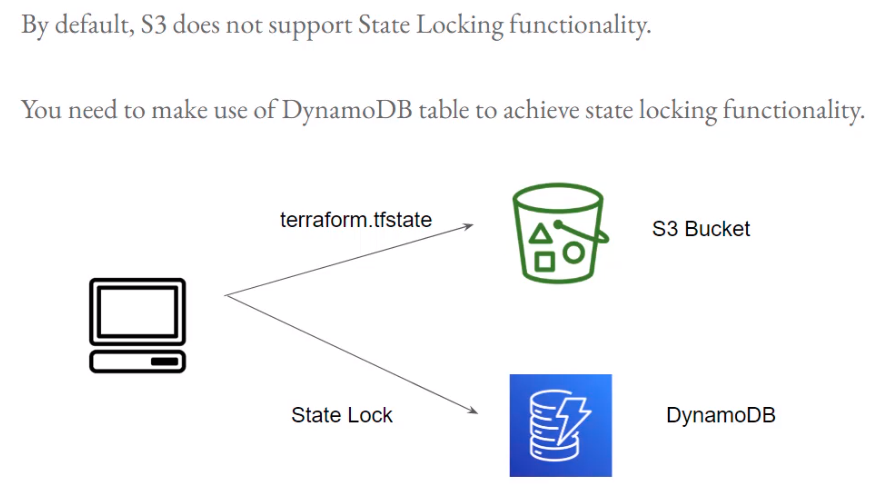 By default, S3 does not support State Locking functionality.
You need to make use of DynamoDB table to achieve state locking functionality.
terraform.tfstate
S3 Bucket
State Lock
DynamoDB